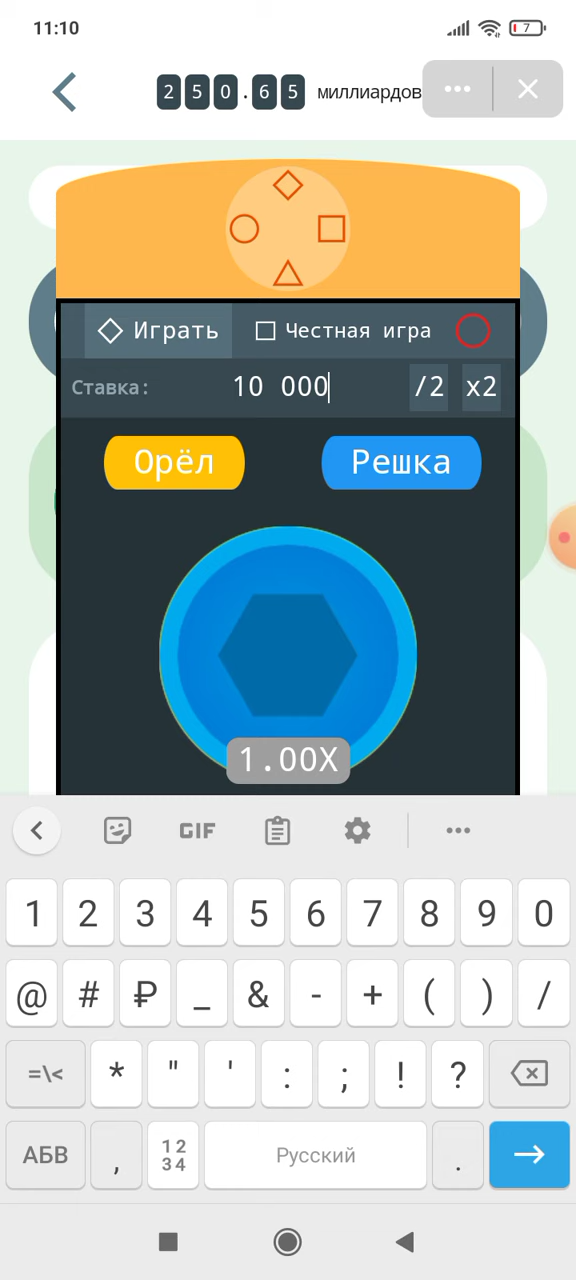 11:10 7
250.65 миллиардов
Играть Честная игра
Ставка: 10 000 /2 x2
Орёл Решка
1.00X
GIF
1 2 3 4 5 6 7 8 9 0
@ # ₽ _ & - + ( ) /
=\< * " ' : ; ! ?
АБВ , 12 34 Русский .